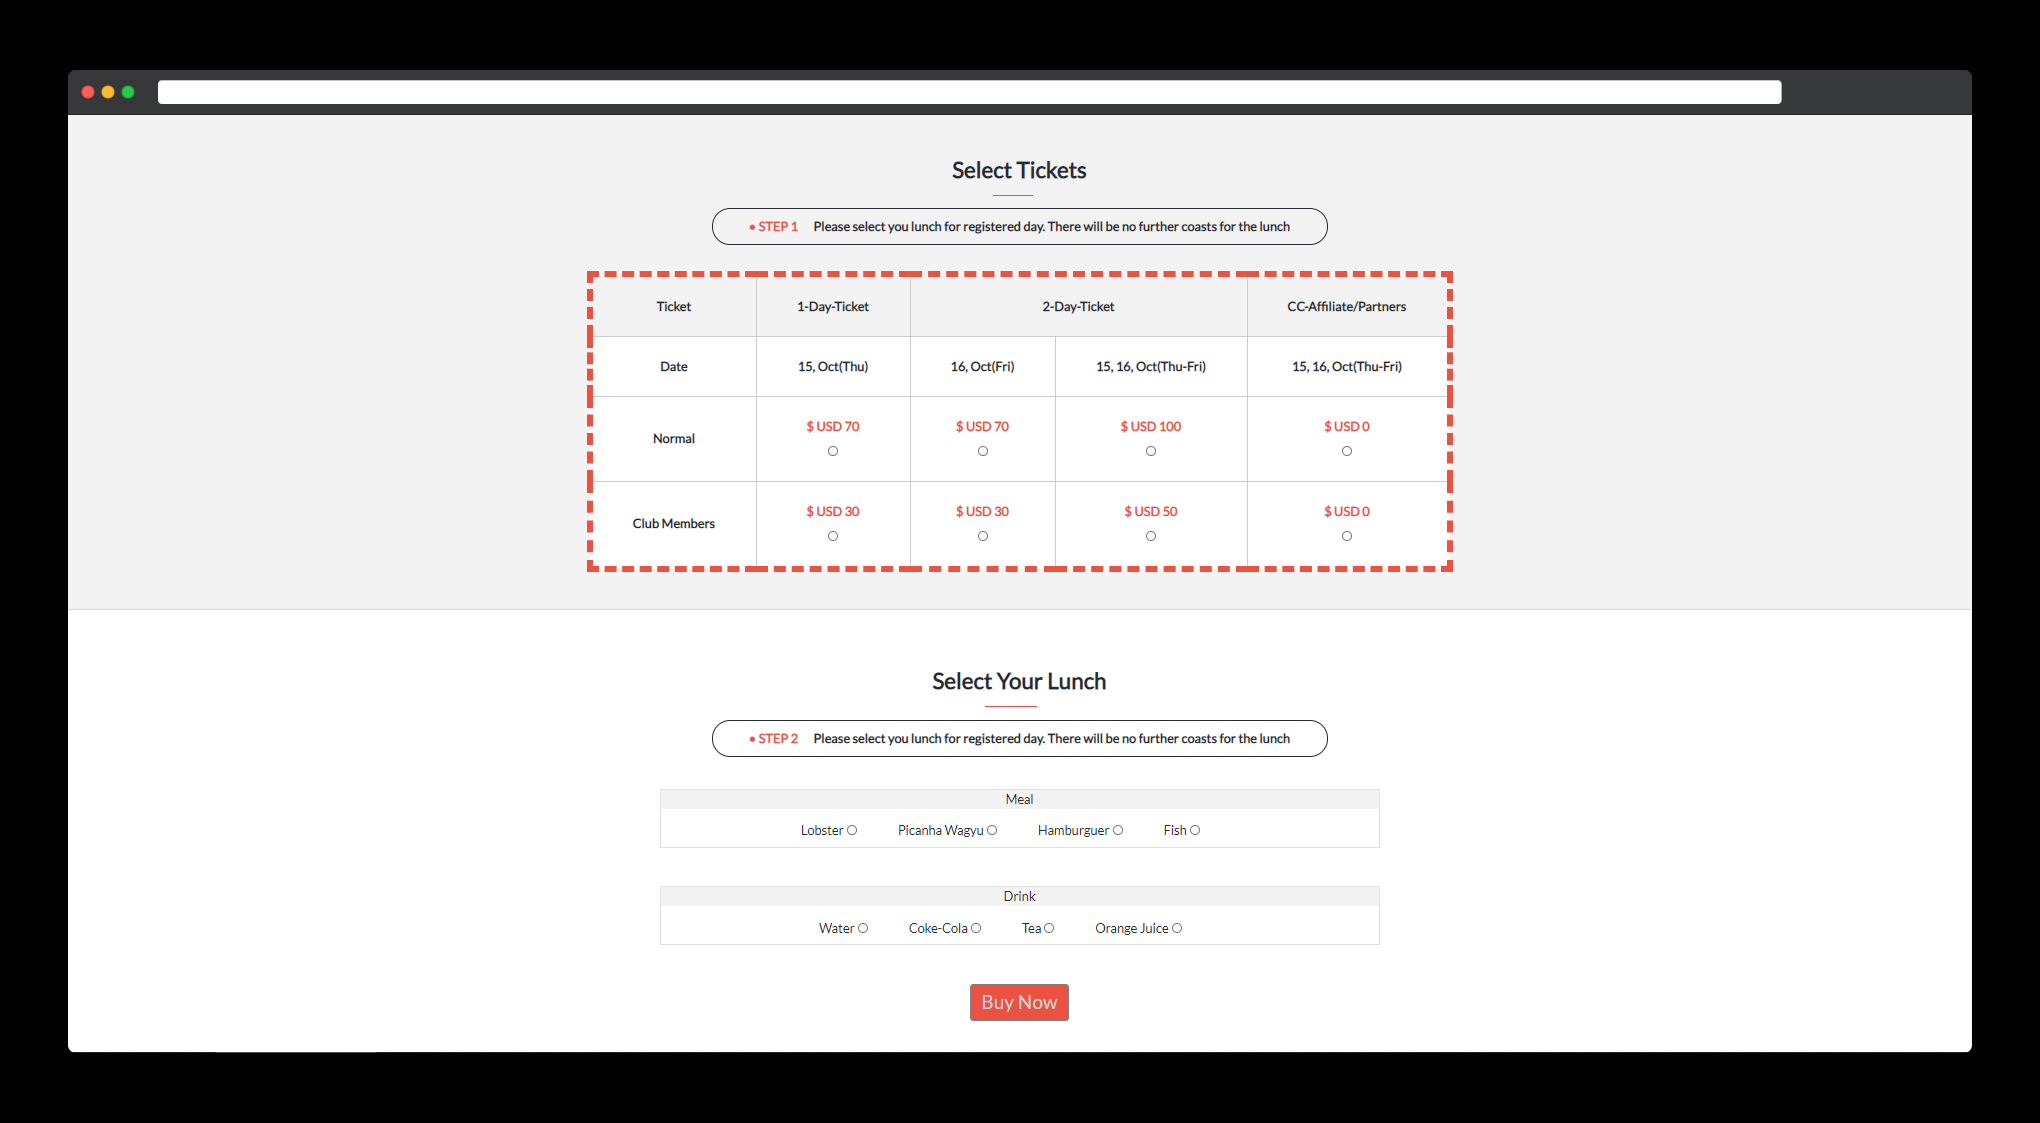 Select Tickets
• STEP 1 Please select you lunch for registered day. There will be no further coasts for the lunch
Ticket 1-Day-Ticket 2-Day-Ticket CC-Affiliate/Partners
Date 15, Oct(Thu) 16, Oct(Fri) 15, 16, Oct(Thu-Fri) 15, 16, Oct(Thu-Fri)
Normal $ USD 70 $ USD 70 $ USD 100 $ USD 0
Club Members $ USD 30 $ USD 30 $ USD 50 $ USD 0
Select Your Lunch
• STEP 2 Please select you lunch for registered day. There will be no further coasts for the lunch
Meal
Lobster Picanha Wagyu Hamburguer Fish
Drink
Water Coke-Cola Tea Orange Juice
Buy Now